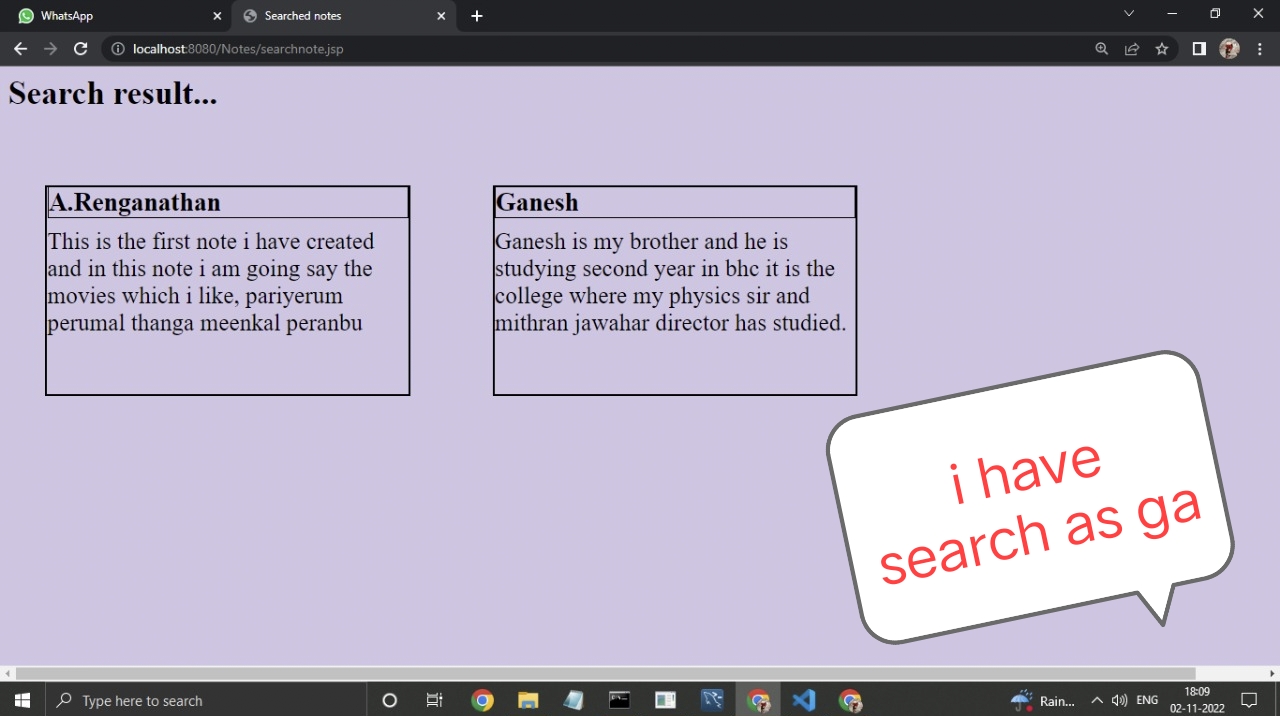 WhatsApp
Searched notes
localhost:8080/Notes/searchnote.jsp
Search result...
A.Renganathan
This is the first note i have created
and in this note i am going say the
movies which i like, pariyerum
perumal thanga meenkal peranbu
Ganesh
Ganesh is my brother and he is
studying second year in bhc it is the
college where my physics sir and
mithran jawahar director has studied.
i have
search as ga
Type here to search
Rain...
ENG
18:09
02-11-2022